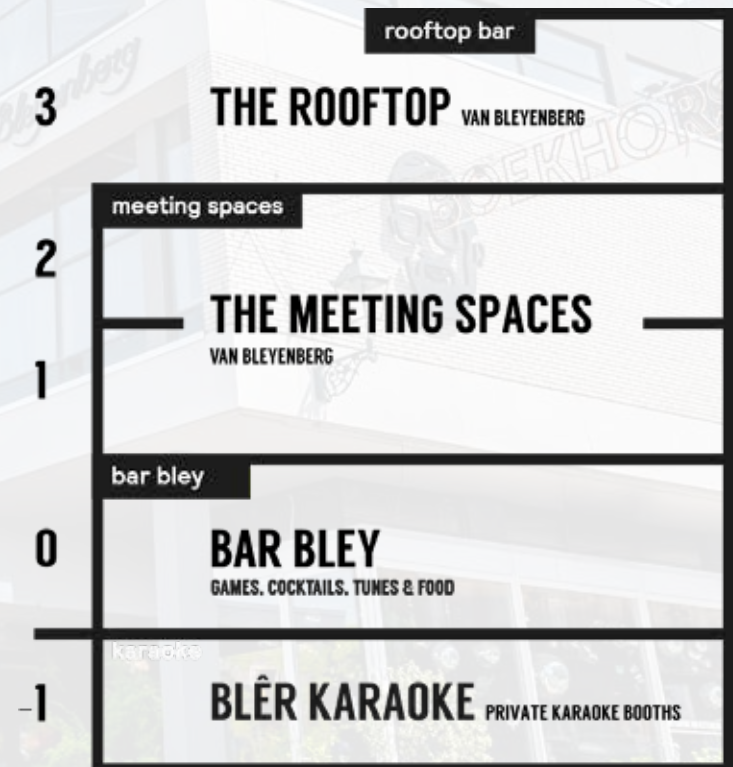 rooftop bar
3
THE ROOFTOP VAN BLEYENBERG
meeting spaces
2
THE MEETING SPACES
VAN BLEYENBERG
1
bar bley
0
BAR BLEY
GAMES. COCKTAILS. TUNES & FOOD
karaoke
-1
BLÊR KARAOKE PRIVATE KARAOKE BOOTHS